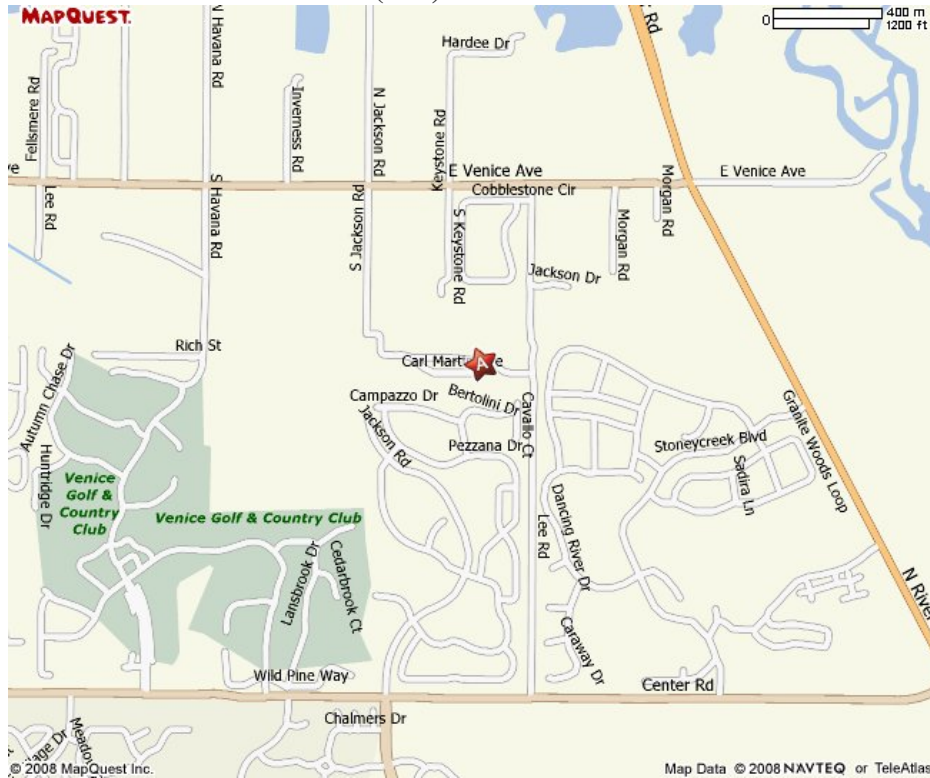 MAPQUEST.
0
400 m
1200 ft
N Havana Rd
Hardee Dr
Rd
Fellsmere Rd
Inverness Rd
N Jackson Rd
Keystone Rd
E Venice Ave
E Venice Ave
Cobblestone Cir
Lee Rd
S Havana Rd
S Jackson Rd
S Keystone Rd
Morgan Rd
Morgan Rd
Jackson Dr
Rich St
A
Autumn Chase Dr
Campazzo Dr
Bertolini Dr
Cavallo Ct
Jackson Rd
Pezzana Dr
Stoneycreek Blvd
Sadira Ln
Granite Woods Loop
Huntridge Dr
Venice
Golf &
Country
Club
Venice Golf & Country Club
Lansbrook Dr
Cedarbrook Ct
Lee Rd
Dancing River Dr
Caraway Dr
N River
Wild Pine Way
Center Rd
Chalmers Dr
© 2008 MapQuest Inc.
Map Data © 2008 NAVTEQ or TeleAtlas